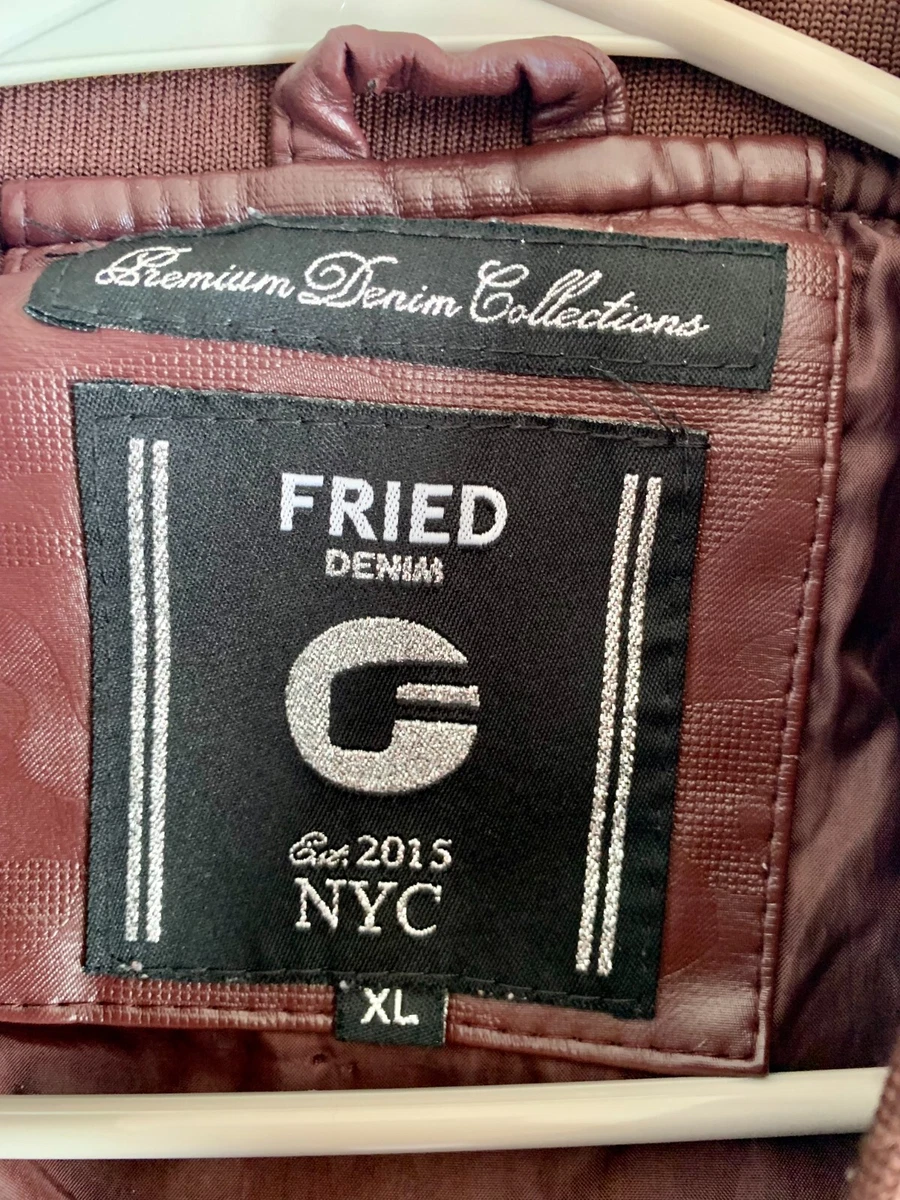 Premium Denim Collections
FRIED
DENIM
Est. 2015
NYC
XL